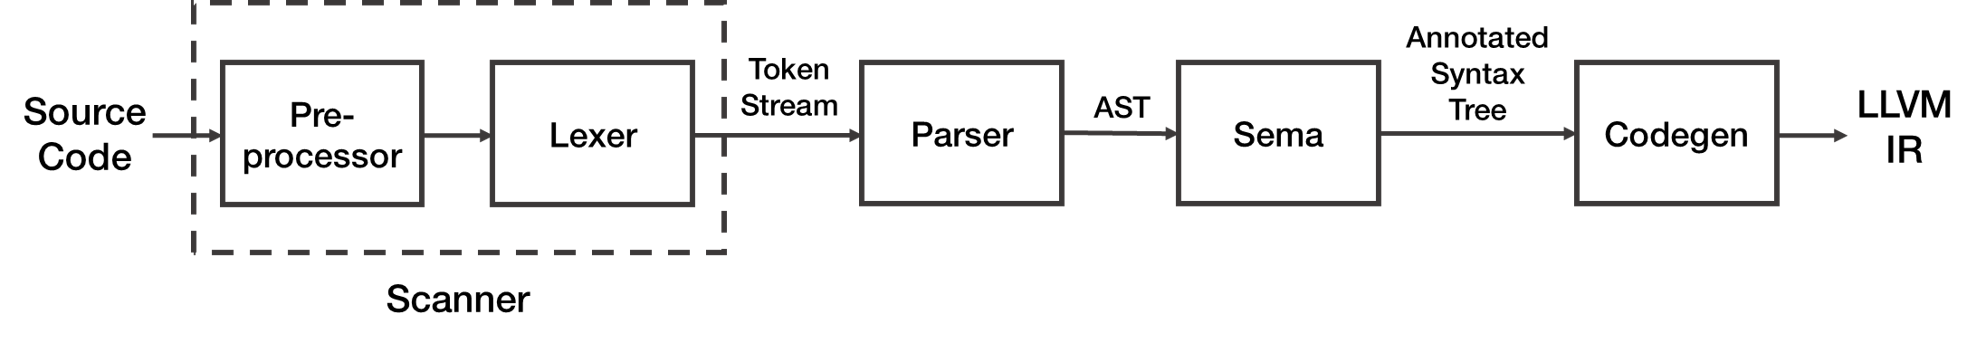 Source
Code
Pre-
processor
Lexer
Scanner
Token
Stream
Parser
AST
Sema
Annotated
Syntax
Tree
Codegen
LLVM
IR